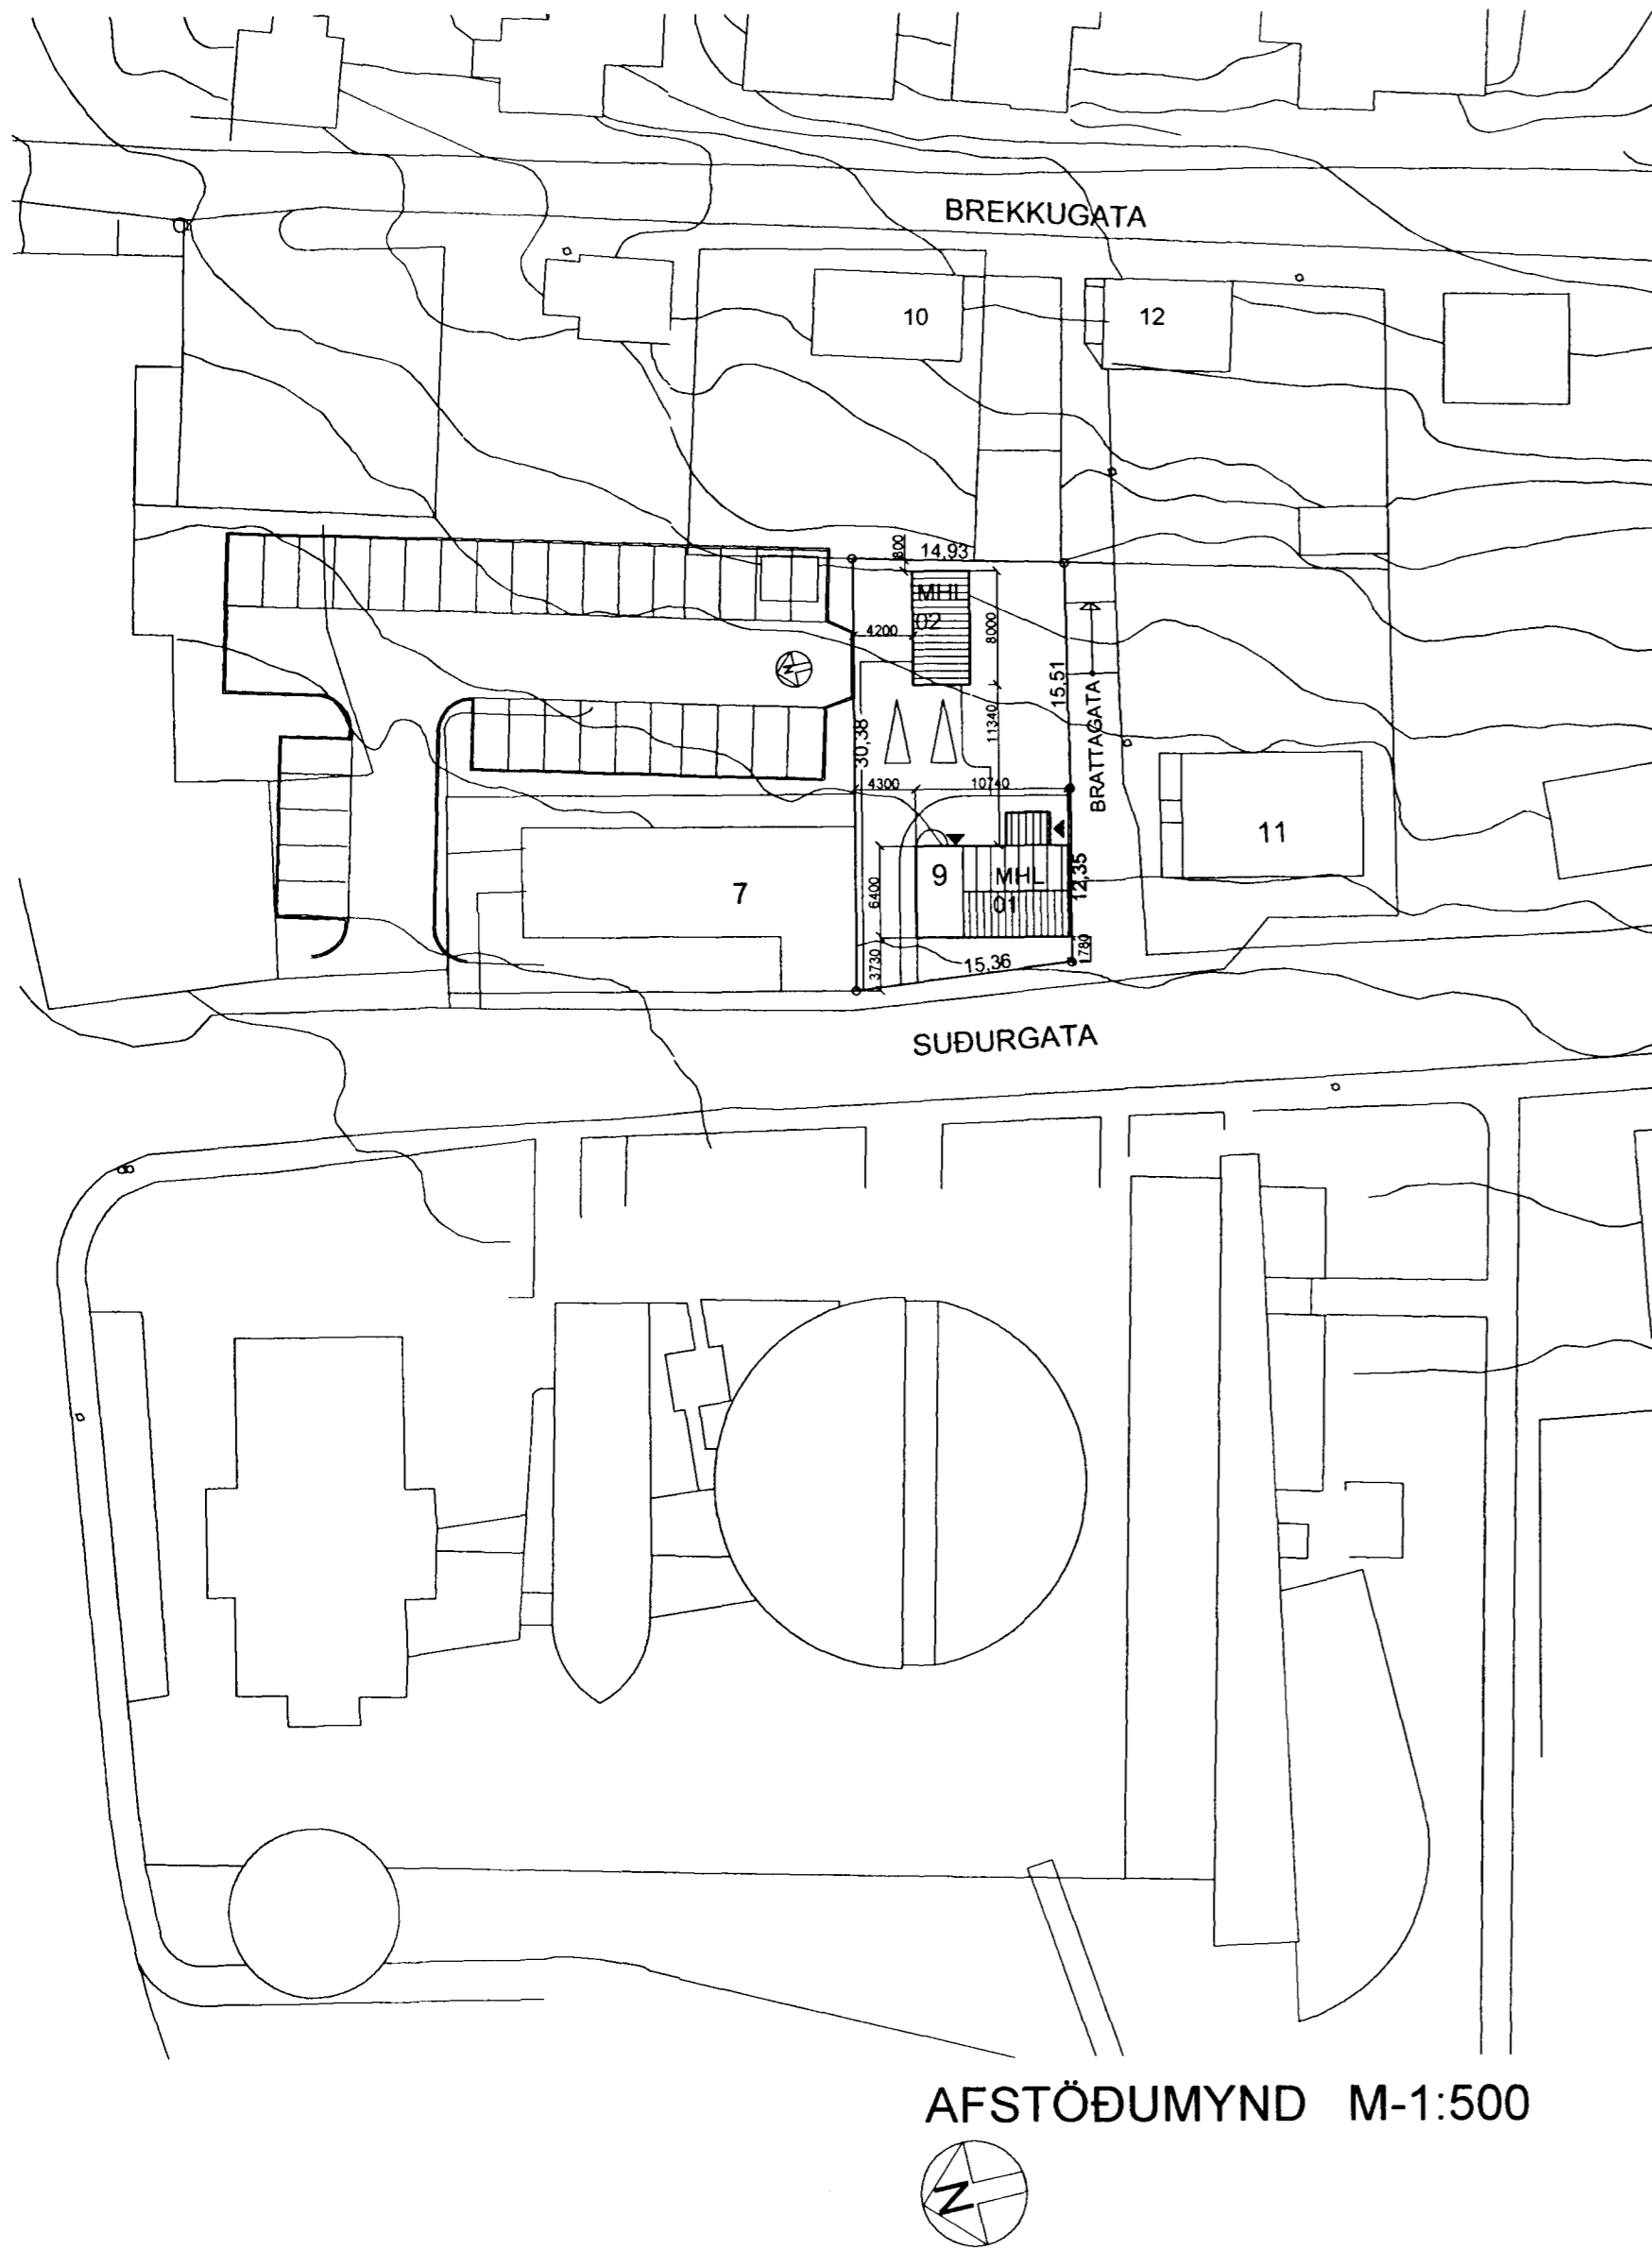 BREKKUGATA
10
12
800
14,93
MHL
02
4200
8000
N
15,51
11340
30,38
BRATTAGATA
4300
10740
11
7
9
MHL
01
6400
12,35
3730
15,36
1780
SUÐURGATA
AFSTÖÐUMYND M-1:500
N